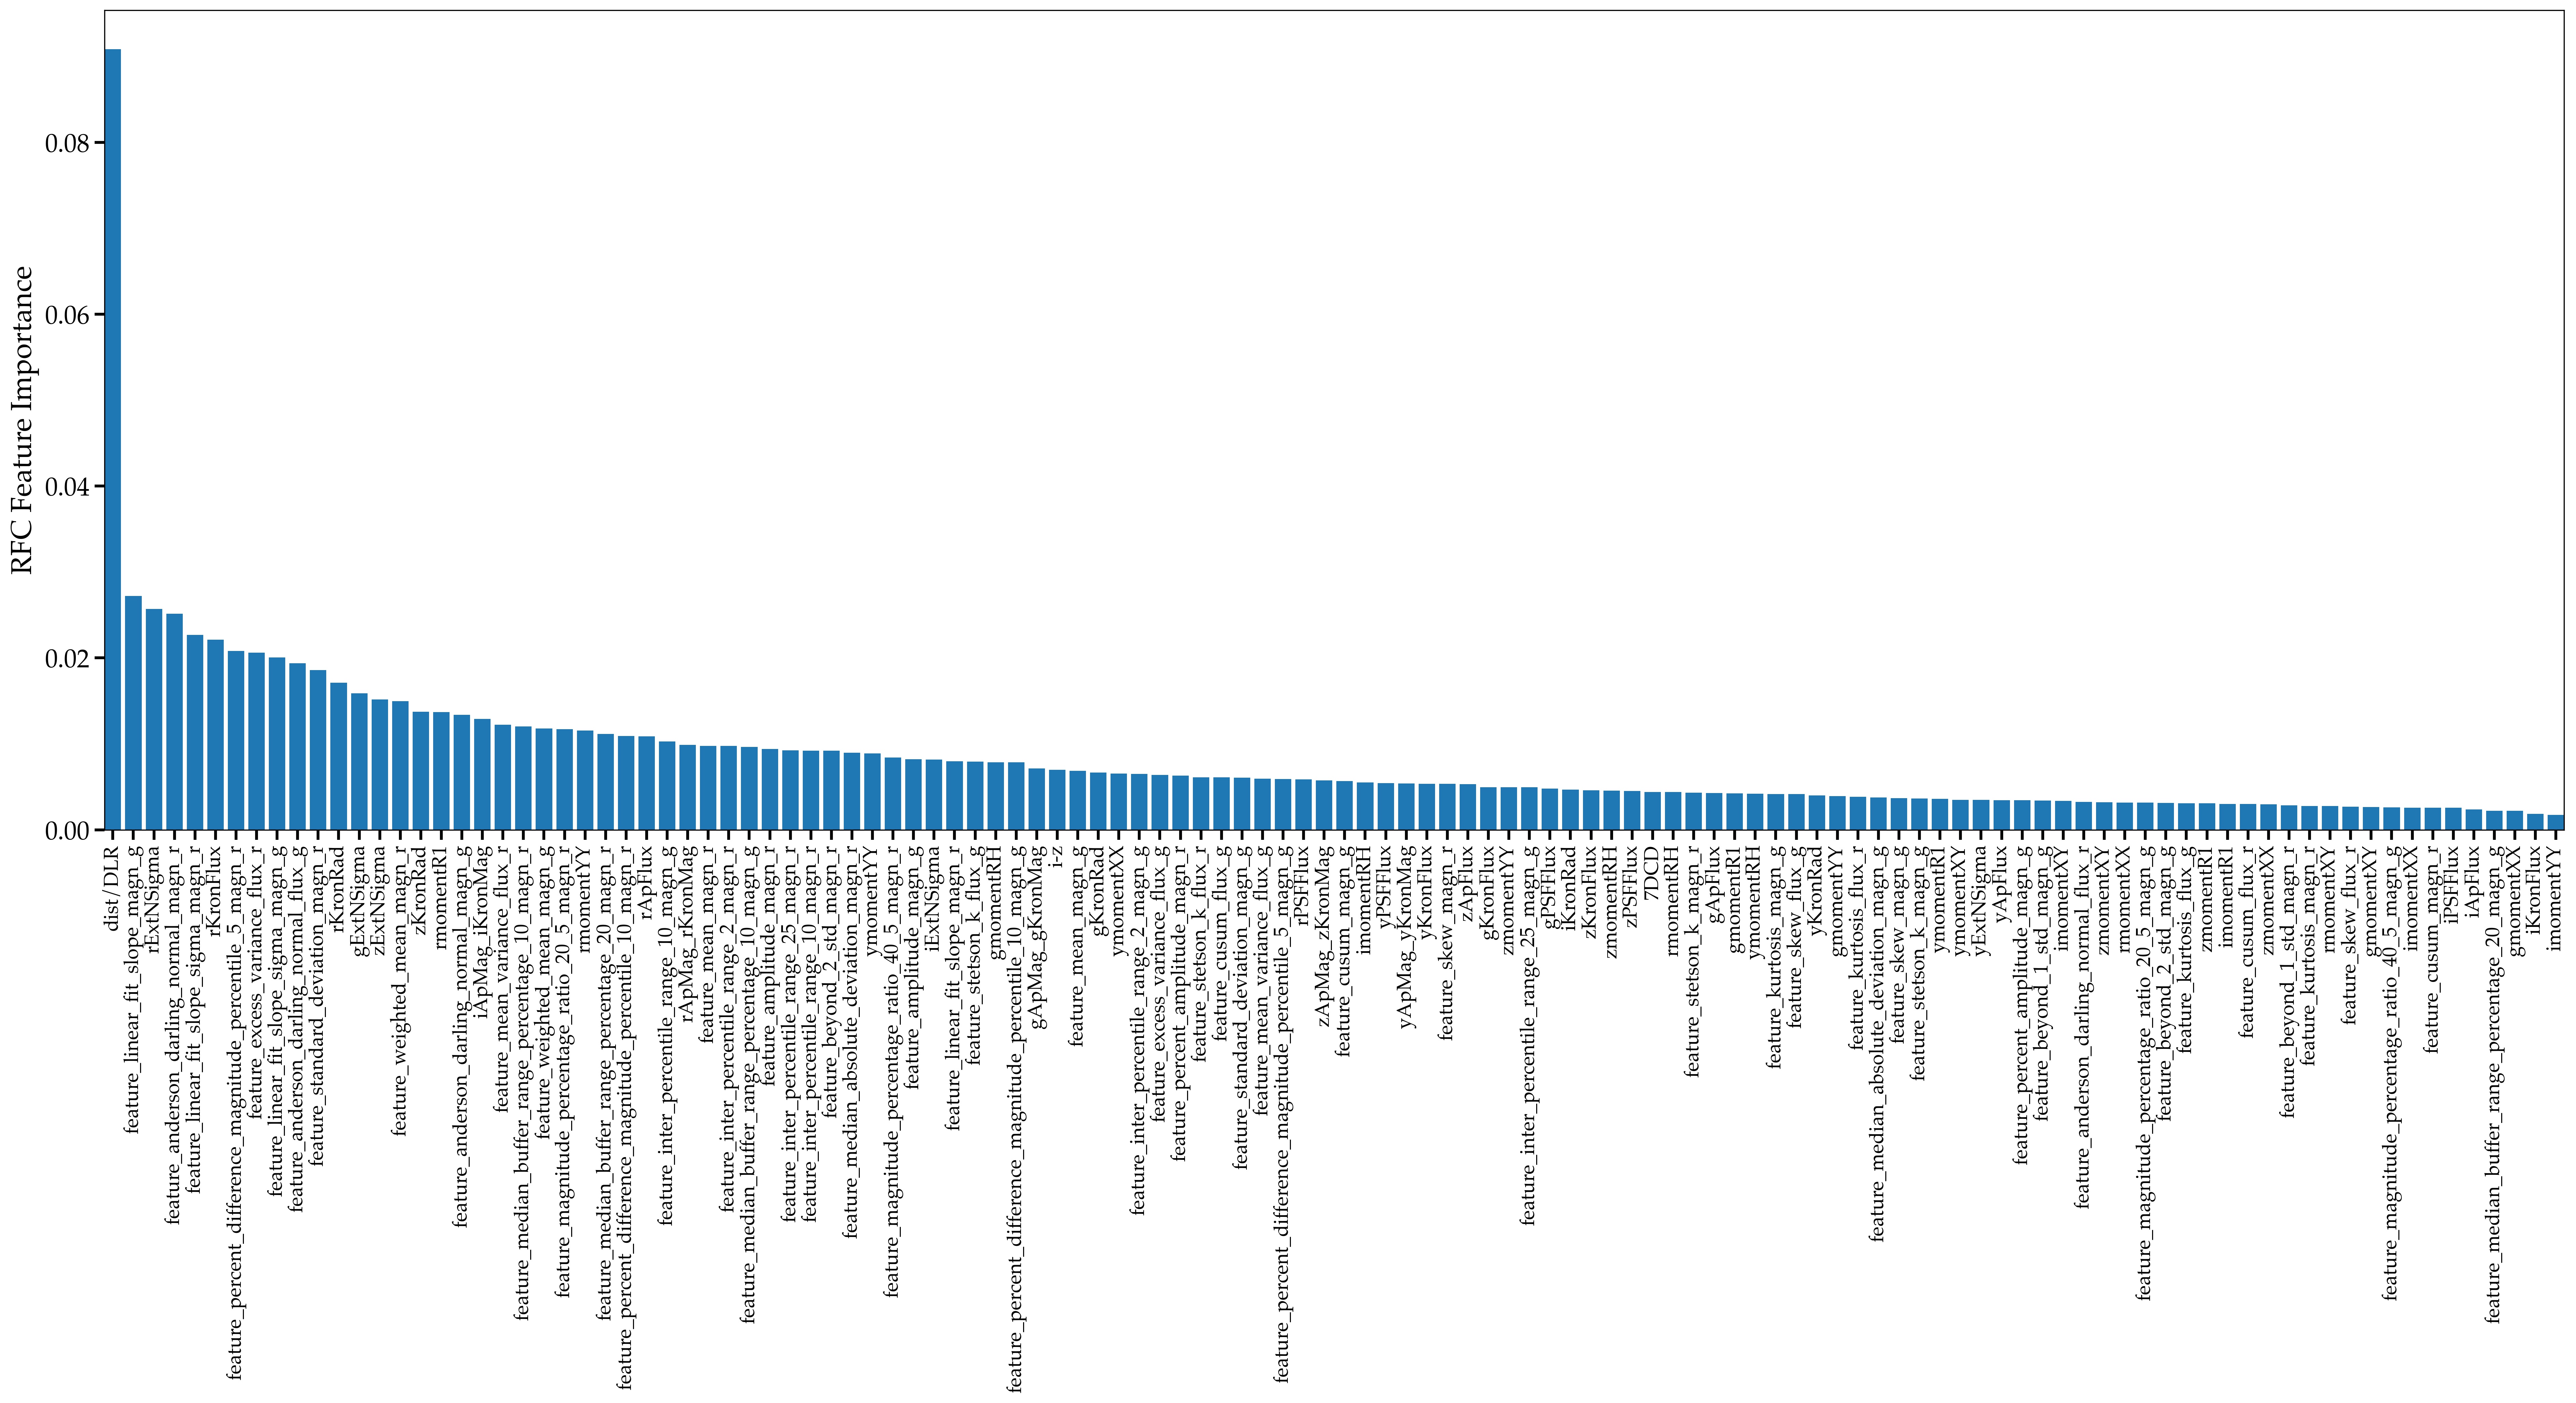 RFC Feature Importance
0.08
0.06
0.04
0.02
0.00
dist/DLR
feature_linear_fit_slope_magn_g
rExtNSigma
feature_anderson_darling_normal_magn_r
feature_linear_fit_slope_sigma_magn_r
rKronFlux
feature_percent_difference_magnitude_percentile_5_magn_r
feature_excess_variance_flux_r
feature_linear_fit_slope_sigma_magn_g
feature_anderson_darling_normal_flux_g
feature_standard_deviation_magn_r
rKronRad
gExtNSigma
zExtNSigma
feature_weighted_mean_magn_r
zKronRad
rmomentR1
feature_anderson_darling_normal_magn_g
iApMag_iKronMag
feature_mean_variance_flux_r
feature_median_buffer_range_percentage_10_magn_r
feature_weighted_mean_magn_g
feature_magnitude_percentage_ratio_20_5_magn_r
rmomentYY
feature_median_buffer_range_percentage_20_magn_r
feature_percent_difference_magnitude_percentile_10_magn_r
rApFlux
feature_inter_percentile_range_10_magn_g
rApMag_rKronMag
feature_mean_magn_r
feature_inter_percentile_range_2_magn_r
feature_median_buffer_range_percentage_10_magn_g
feature_amplitude_magn_r
feature_inter_percentile_range_25_magn_r
feature_inter_percentile_range_10_magn_r
feature_beyond_2_std_magn_r
feature_median_absolute_deviation_magn_r
ymomentYY
feature_magnitude_percentage_ratio_40_5_magn_r
feature_amplitude_magn_g
iExtNSigma
feature_linear_fit_slope_magn_r
feature_stetson_k_flux_g
gmomentRH
feature_percent_difference_magnitude_percentile_10_magn_g
gApMag_gKronMag
i-z
feature_mean_magn_g
gKronRad
ymomentXX
feature_inter_percentile_range_2_magn_g
feature_excess_variance_flux_g
feature_percent_amplitude_magn_r
feature_stetson_k_flux_r
feature_cusum_flux_g
feature_standard_deviation_magn_g
feature_mean_variance_flux_g
feature_percent_difference_magnitude_percentile_5_magn_g
rPSFFlux
zApMag_zKronMag
feature_cusum_magn_g
imomentRH
yPSFFlux
yApMag_yKronMag
yKronFlux
feature_skew_magn_r
zApFlux
gKronFlux
zmomentYY
feature_inter_percentile_range_25_magn_g
gPSFFlux
iKronRad
zKronFlux
zmomentRH
zPSFFlux
7DCD
rmomentRH
feature_stetson_k_magn_r
gApFlux
gmomentR1
ymomentRH
feature_kurtosis_magn_g
feature_skew_flux_g
yKronRad
gmomentYY
feature_kurtosis_flux_r
feature_median_absolute_deviation_magn_g
feature_skew_magn_g
feature_stetson_k_magn_g
ymomentR1
ymomentXY
yExtNSigma
yApFlux
feature_percent_amplitude_magn_g
feature_beyond_1_std_magn_g
imomentXY
feature_anderson_darling_normal_flux_r
zmomentXY
rmomentXX
feature_magnitude_percentage_ratio_20_5_magn_g
feature_beyond_2_std_magn_g
feature_kurtosis_flux_g
zmomentR1
imomentR1
feature_cusum_flux_r
zmomentXX
feature_beyond_1_std_magn_r
feature_kurtosis_magn_r
rmomentXY
feature_skew_flux_r
gmomentXY
feature_magnitude_percentage_ratio_40_5_magn_g
imomentXX
feature_cusum_magn_r
iPSFFlux
iApFlux
feature_median_buffer_range_percentage_20_magn_g
gmomentXX
iKronFlux
imomentYY